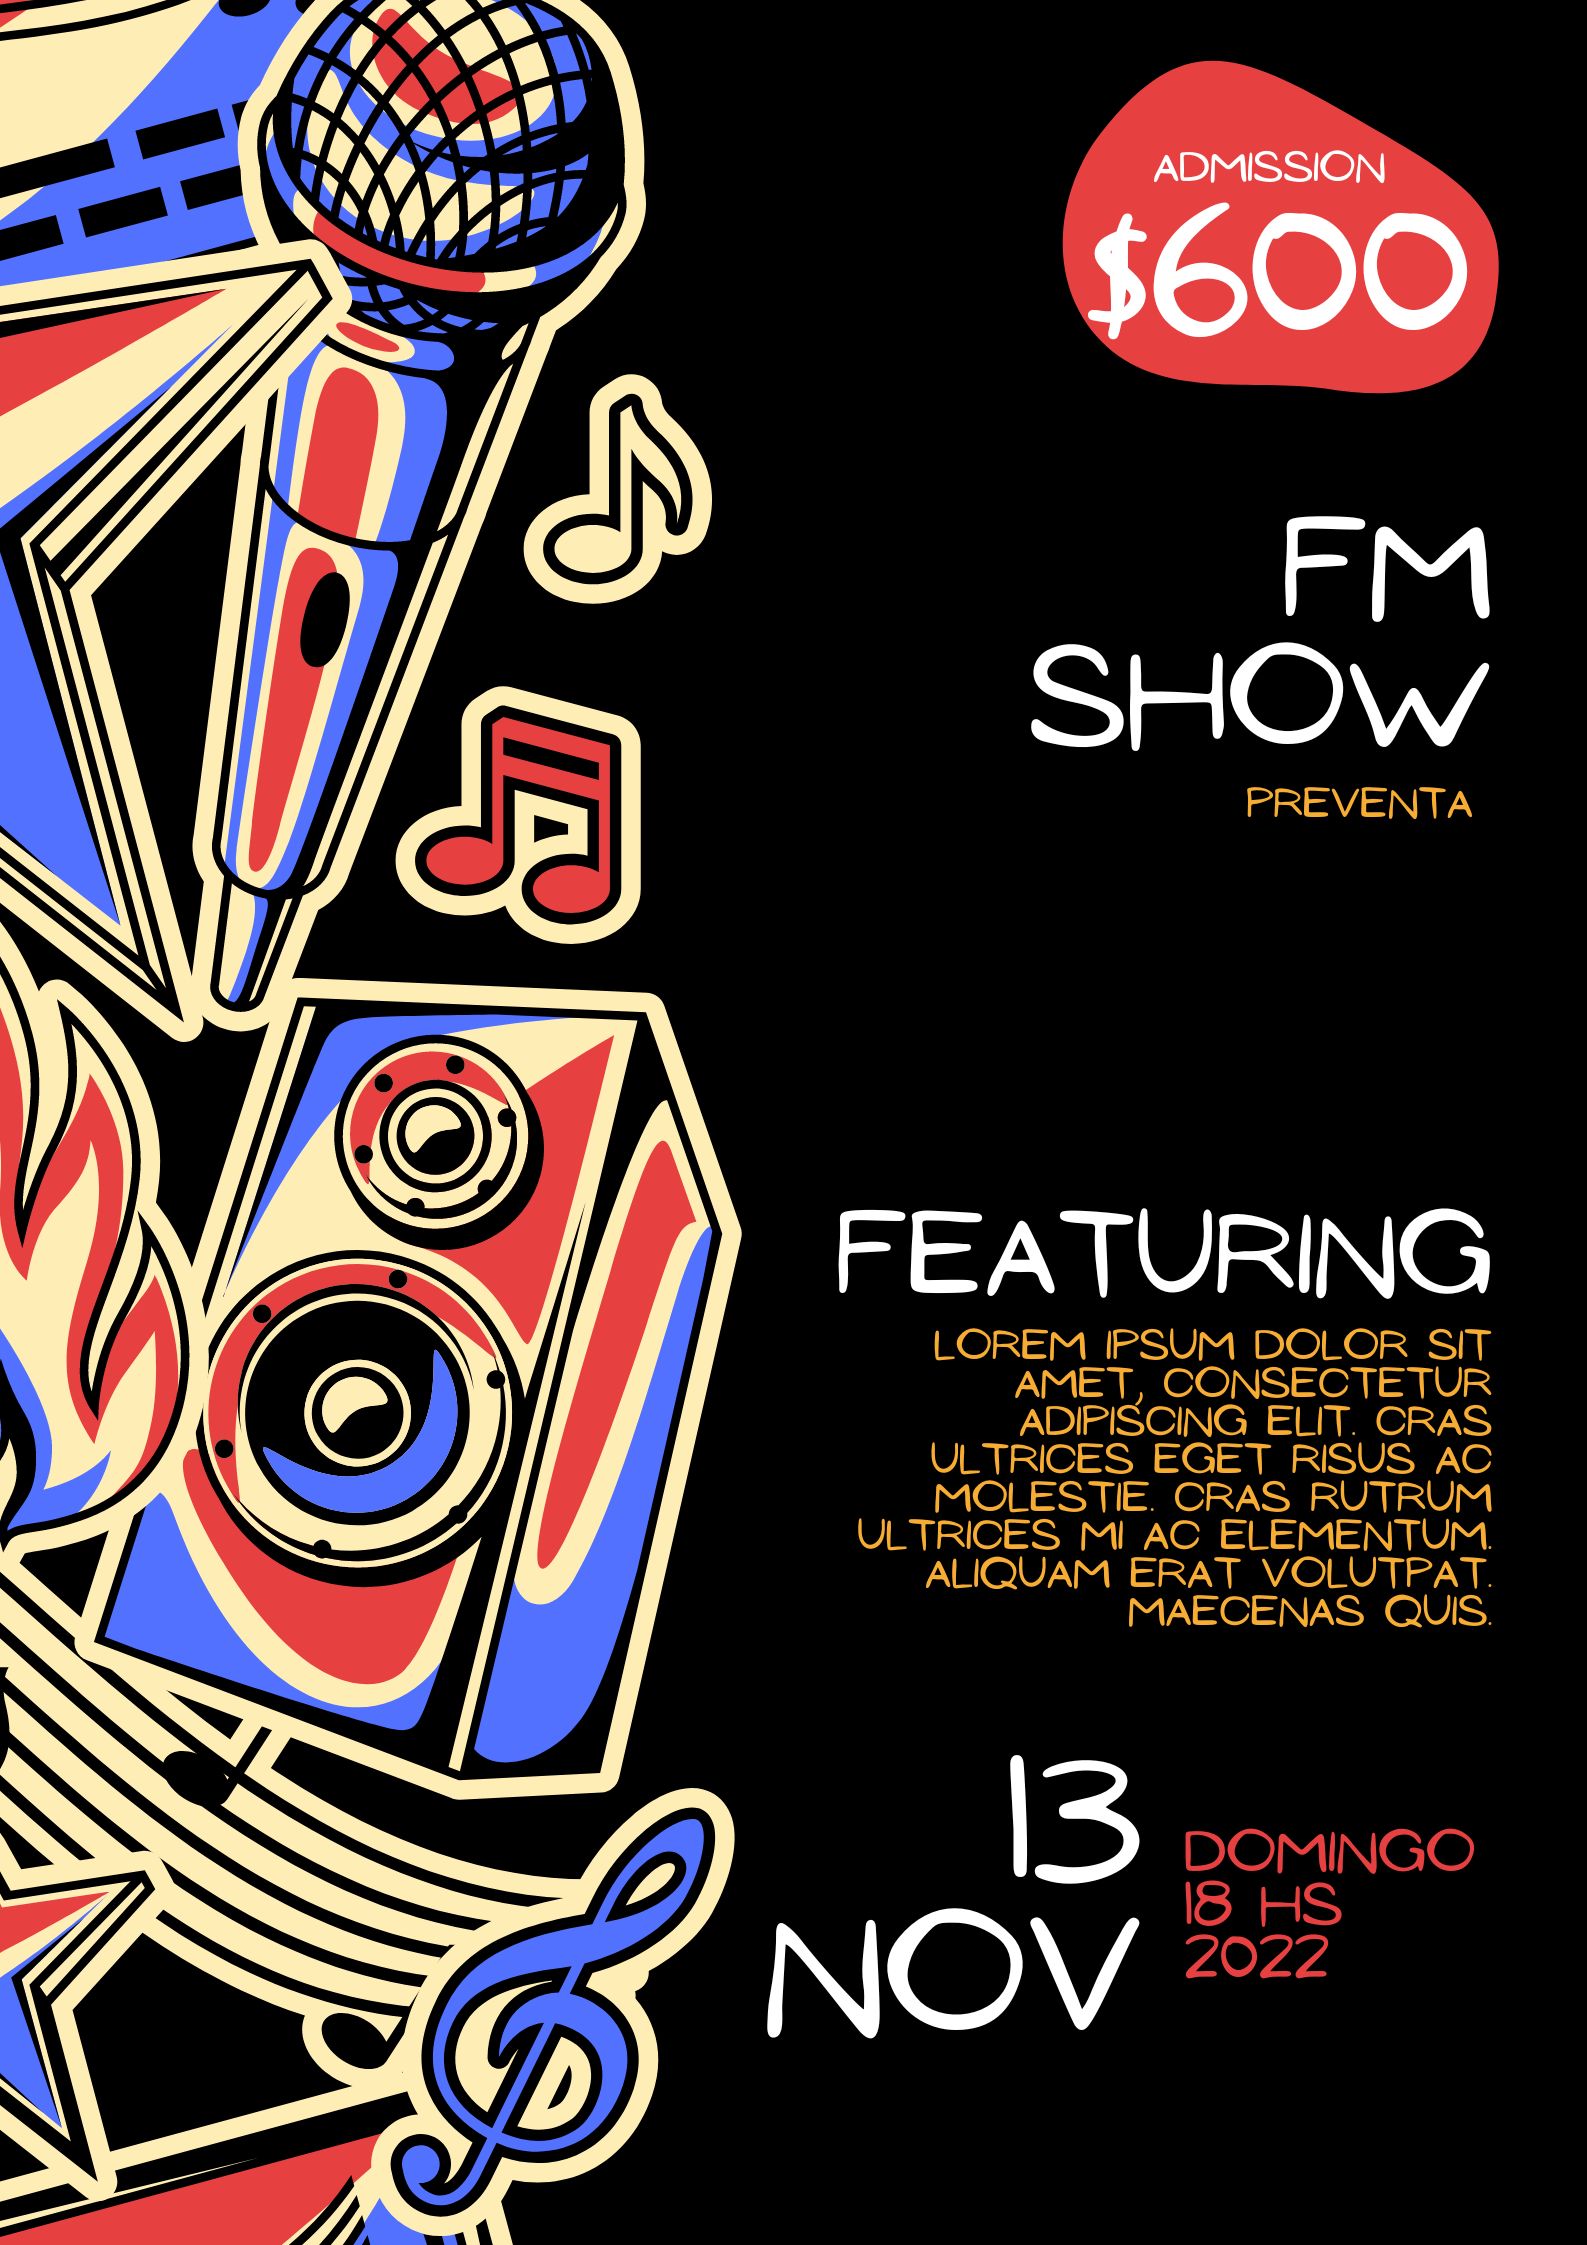 ADMISSION
$600
FM
SHOW
PREVENTA
FEATURING
LOREM IPSUM DOLOR SIT
AMET, CONSECTETUR
ADIPISCING ELIT. CRAS
ULTRICES EGET RISUS AC
MOLESTIE. CRAS RUTRUM
ULTRICES MI AC ELEMENTUM.
ALIQUAM ERAT VOLUTPAT.
MAECENAS QUIS.
13
NOV
DOMINGO
18 HS
2022